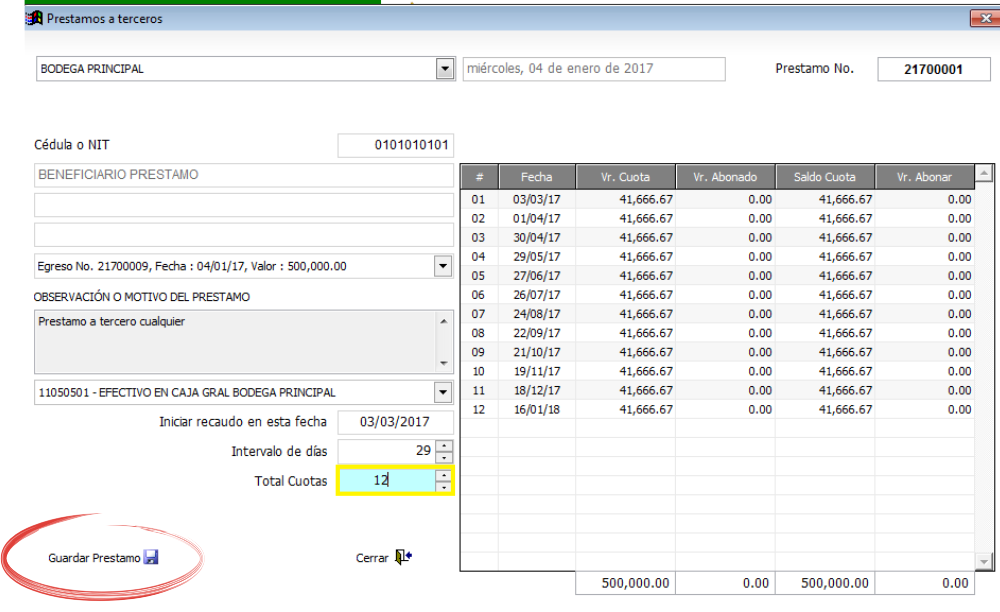 Prestamos a terceros
BODEGA PRINCIPAL miércoles, 04 de enero de 2017 Prestamo No. 21700001
Cédula o NIT 0101010101
BENEFICIARIO PRESTAMO
Egreso No. 21700009, Fecha : 04/01/17, Valor : 500,000.00
OBSERVACIÓN O MOTIVO DEL PRESTAMO
Prestamo a tercero cualquier
11050501 - EFECTIVO EN CAJA GRAL BODEGA PRINCIPAL
Iniciar recaudo en esta fecha 03/03/2017
Intervalo de días 29
Total Cuotas 12
Guardar Prestamo Cerrar
# Fecha Vr. Cuota Vr. Abonado Saldo Cuota Vr. Abonar
01 03/03/17 41,666.67 0.00 41,666.67 0.00
02 01/04/17 41,666.67 0.00 41,666.67 0.00
03 30/04/17 41,666.67 0.00 41,666.67 0.00
04 29/05/17 41,666.67 0.00 41,666.67 0.00
05 27/06/17 41,666.67 0.00 41,666.67 0.00
06 26/07/17 41,666.67 0.00 41,666.67 0.00
07 24/08/17 41,666.67 0.00 41,666.67 0.00
08 22/09/17 41,666.67 0.00 41,666.67 0.00
09 21/10/17 41,666.67 0.00 41,666.67 0.00
10 19/11/17 41,666.67 0.00 41,666.67 0.00
11 18/12/17 41,666.67 0.00 41,666.67 0.00
12 16/01/18 41,666.67 0.00 41,666.67 0.00
500,000.00 0.00 500,000.00 0.00